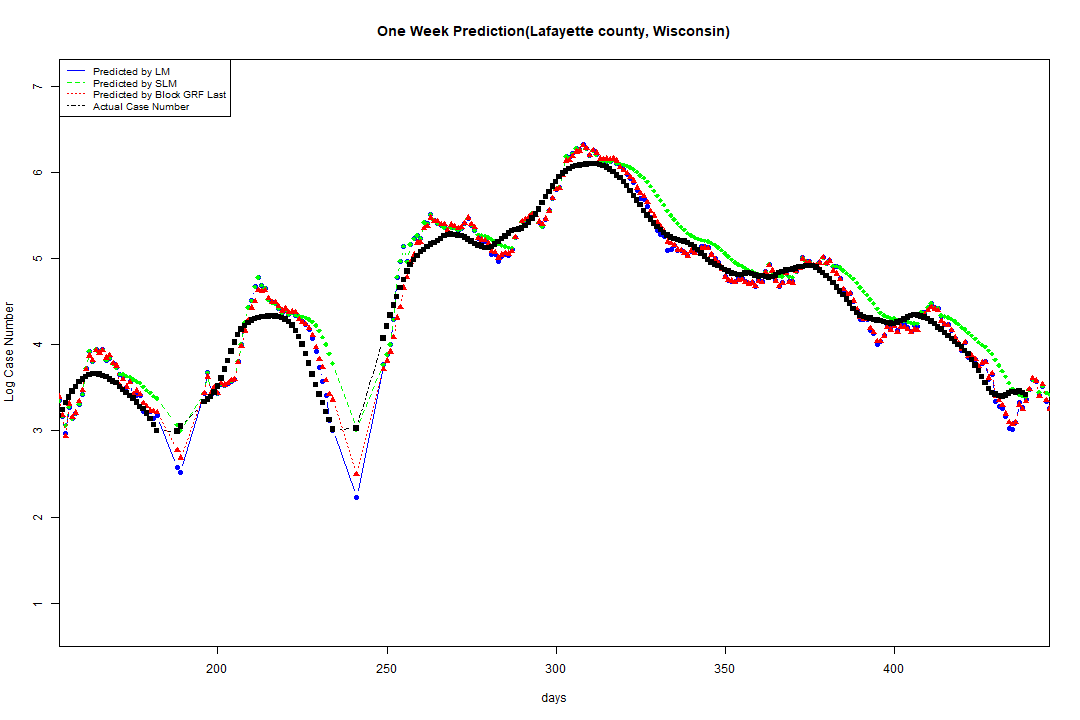 One Week Prediction(Lafayette county, Wisconsin)
Predicted by LM
Predicted by SLM
Predicted by Block GRF Last
Actual Case Number
7
6
5
4
3
2
1
Log Case Number
200 250 300 350 400
days